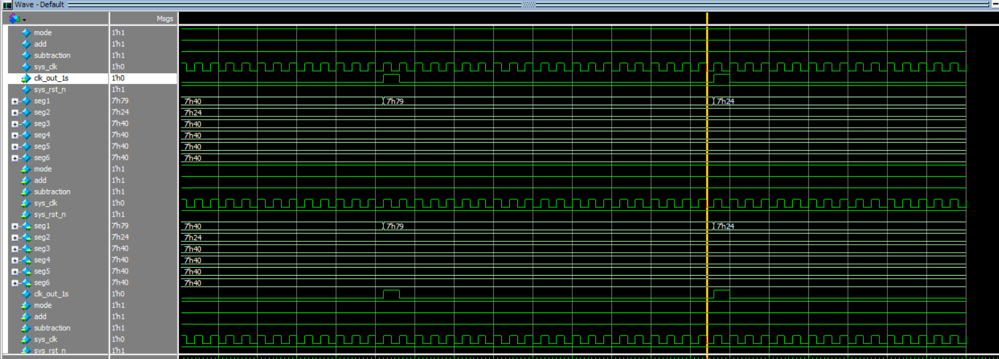 Wave - Default
Msgs
mode 1'h1
add 1'h1
subtraction 1'h1
sys_clk 1'h0
clk_out_1s 1'h0
sys_rst_n 1'h1
seg1 7'h79 7'h40 7'h79 7'h24
seg2 7'h24 7'h24
seg3 7'h40 7'h40
seg4 7'h40 7'h40
seg5 7'h40 7'h40
seg6 7'h40 7'h40
mode 1'h1
add 1'h1
subtraction 1'h1
sys_clk 1'h0
sys_rst_n 1'h1
seg1 7'h79 7'h40 7'h79 7'h24
seg2 7'h24 7'h24
seg3 7'h40 7'h40
seg4 7'h40 7'h40
seg5 7'h40 7'h40
seg6 7'h40 7'h40
clk_out_1s 1'h0
mode 1'h1
add 1'h1
subtraction 1'h1
sys_clk 1'h0
sys_rst_n 1'h1